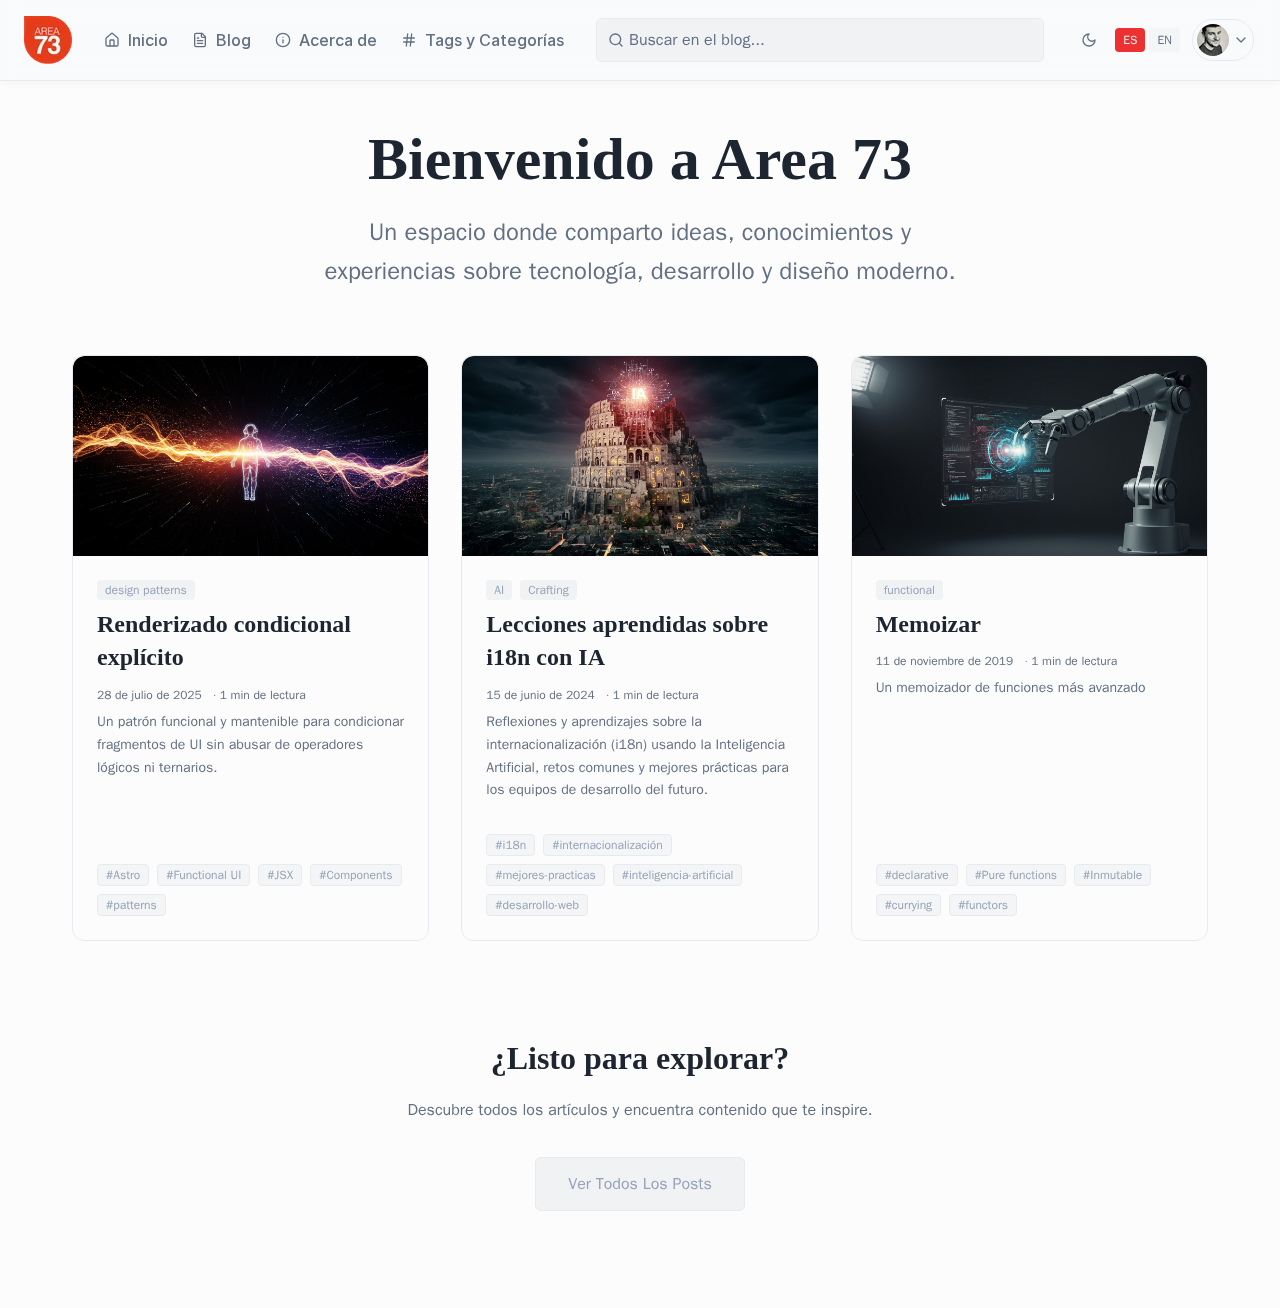 AREA
73
Inicio
Blog
Acerca de
Tags y Categorías
Buscar en el blog...
ES
EN
Bienvenido a Area 73
Un espacio donde comparto ideas, conocimientos y
experiencias sobre tecnología, desarrollo y diseño moderno.
design patterns
Renderizado condicional
explícito
28 de julio de 2025 · 1 min de lectura
Un patrón funcional y mantenible para condicionar
fragmentos de UI sin abusar de operadores
lógicos ni ternarios.
#Astro #Functional UI #JSX #Components
#patterns
IA
AI Crafting
Lecciones aprendidas sobre
i18n con IA
15 de junio de 2024 · 1 min de lectura
Reflexiones y aprendizajes sobre la
internacionalización (i18n) usando la Inteligencia
Artificial, retos comunes y mejores prácticas para
los equipos de desarrollo del futuro.
#i18n #internacionalización
#mejores-practicas #inteligencia-artificial
#desarrollo-web
functional
Memoizar
11 de noviembre de 2019 · 1 min de lectura
Un memoizador de funciones más avanzado
#declarative #Pure functions #Inmutable
#currying #functors
¿Listo para explorar?
Descubre todos los artículos y encuentra contenido que te inspire.
Ver Todos Los Posts